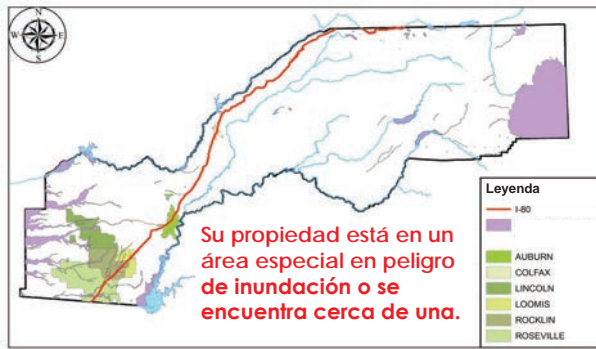 N
W
E
S
Su propiedad está en un
área especial en peligro
de inundación o se
encuentra cerca de una.
Leyenda
I-80
AUBURN
COLFAX
LINCOLN
LOOMIS
ROCKLIN
ROSEVILLE